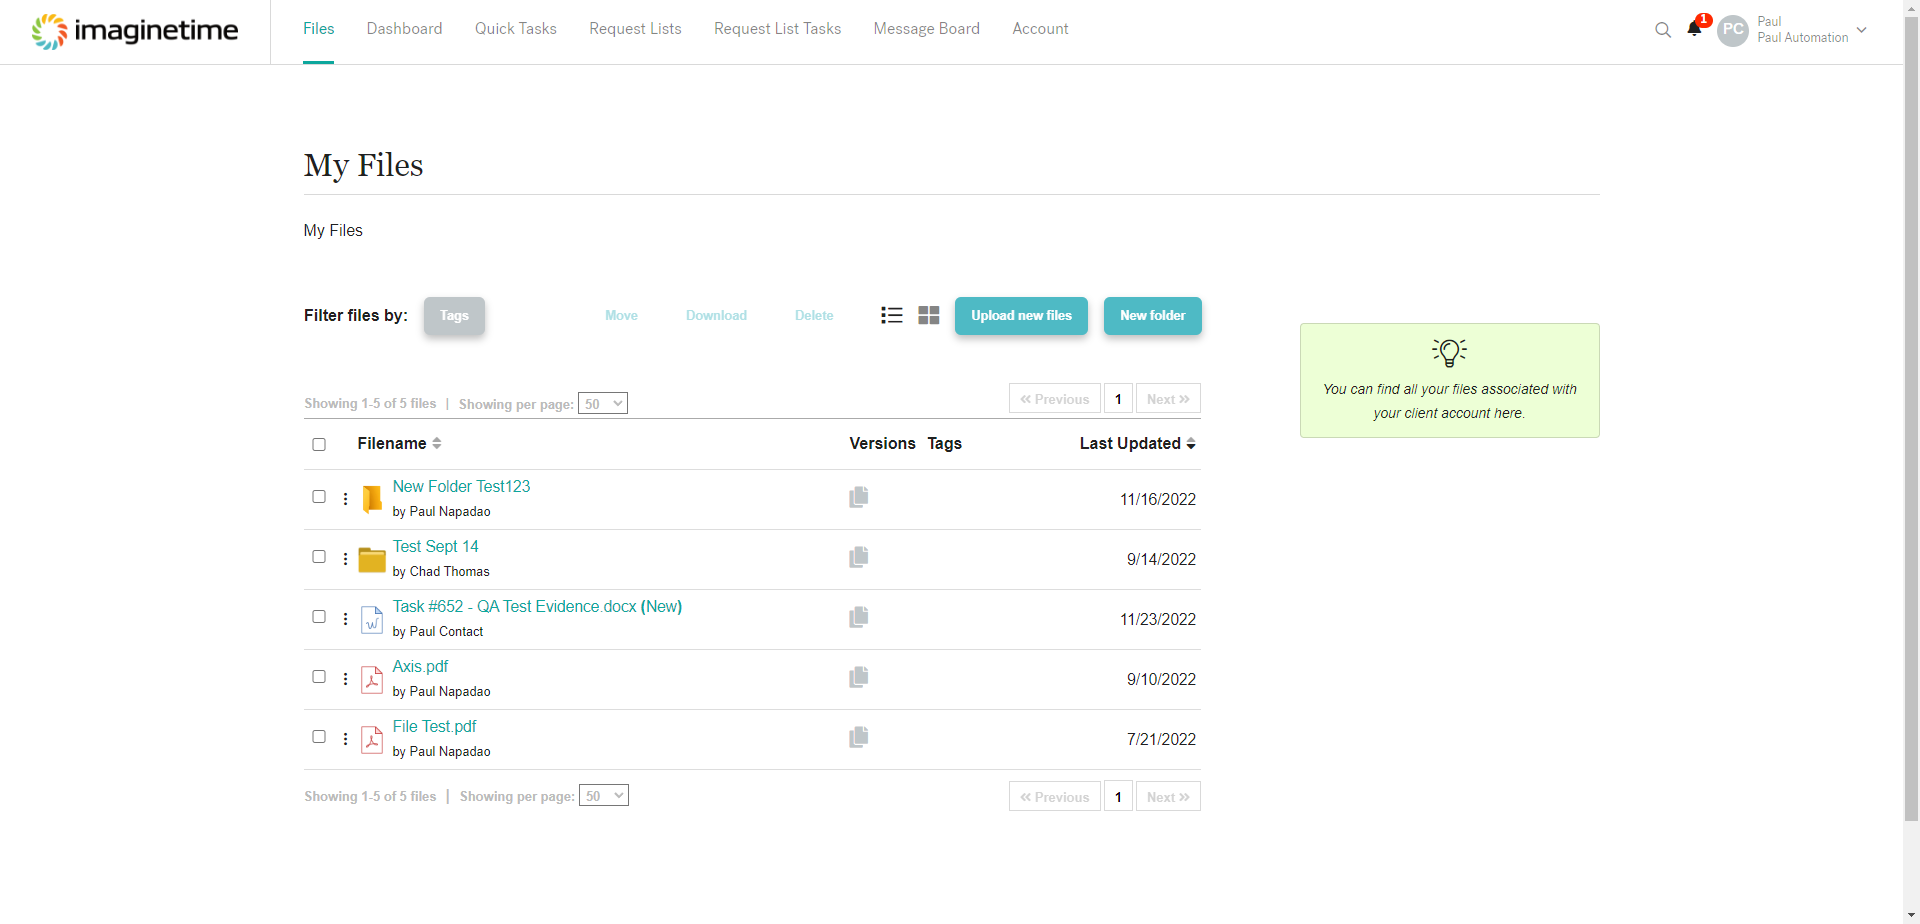 imaginetime
Files
Dashboard
Quick Tasks
Request Lists
Request List Tasks
Message Board
Account
1
PC
Paul
Paul Automation
My Files
My Files
Filter files by:
Tags
Move
Download
Delete
Upload new files
New folder
You can find all your files associated with
your client account here.
Showing 1-5 of 5 files | Showing per page: 50
« Previous
1
Next »
Filename
Versions
Tags
Last Updated
New Folder Test123
by Paul Napadao
11/16/2022
Test Sept 14
by Chad Thomas
9/14/2022
Task #652 - QA Test Evidence.docx (New)
by Paul Contact
11/23/2022
Axis.pdf
by Paul Napadao
9/10/2022
File Test.pdf
by Paul Napadao
7/21/2022
Showing 1-5 of 5 files | Showing per page: 50
« Previous
1
Next »